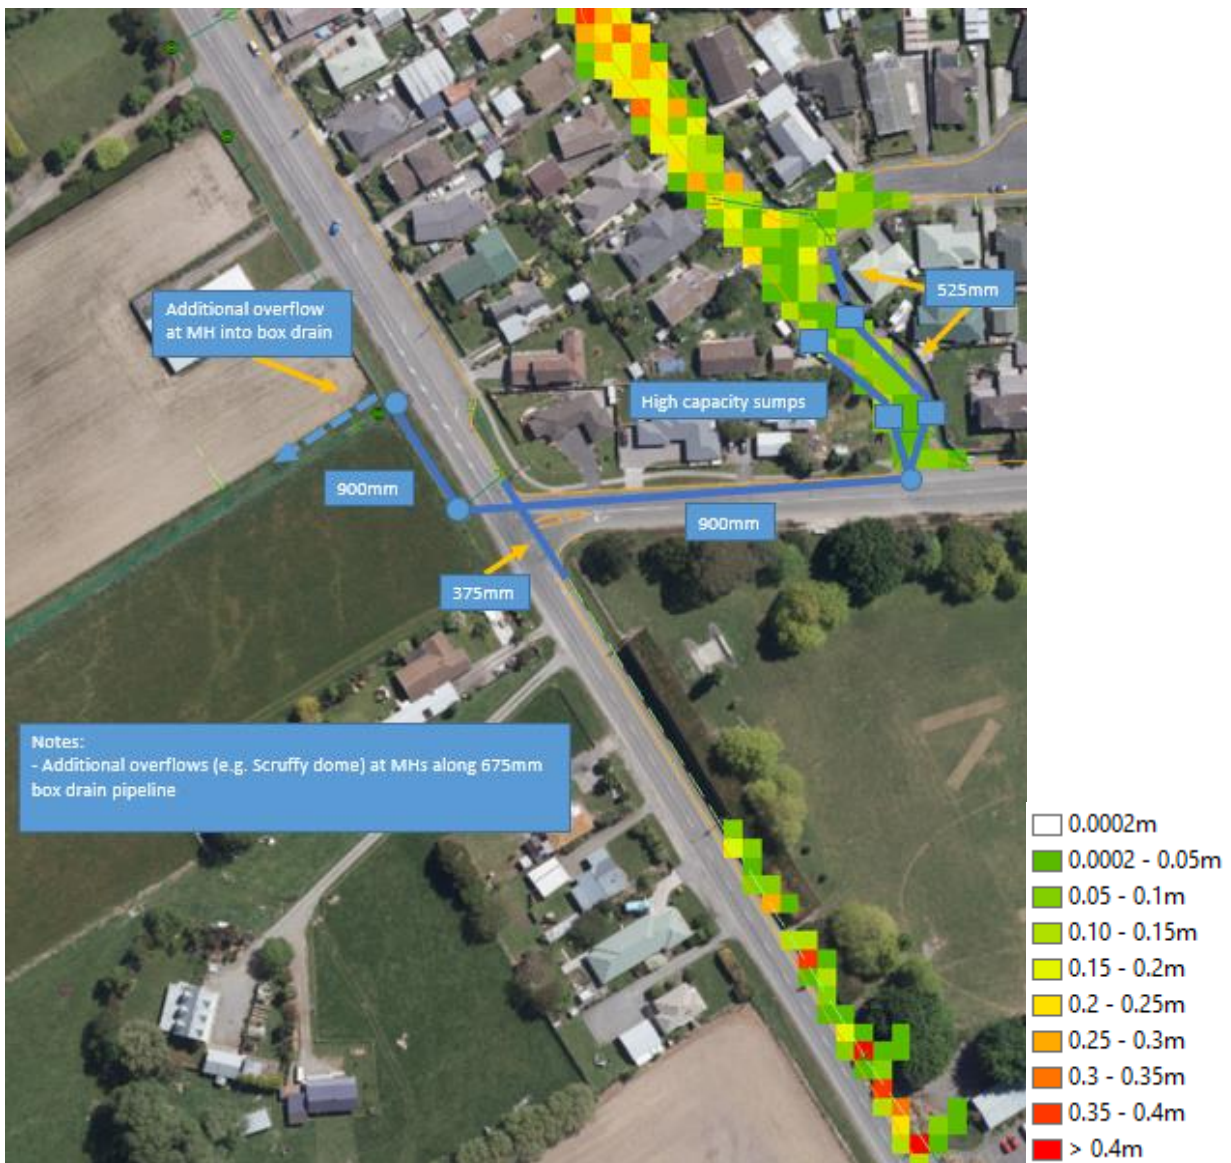 525mm
Additional overflow
at MH into box drain
High capacity sumps
900mm
900mm
375mm
Notes:
- Additional overflows (e.g. Scruffy dome) at MHs along 675mm
box drain pipeline
0.0002m
0.0002 - 0.05m
0.05 - 0.1m
0.10 - 0.15m
0.15 - 0.2m
0.2 - 0.25m
0.25 - 0.3m
0.3 - 0.35m
0.35 - 0.4m
> 0.4m